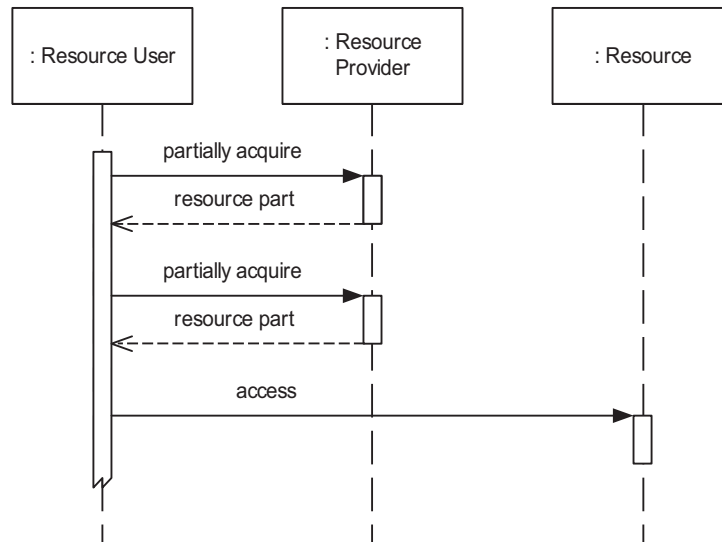 : Resource User
: Resource
Provider
: Resource
partially acquire
resource part
partially acquire
resource part
access